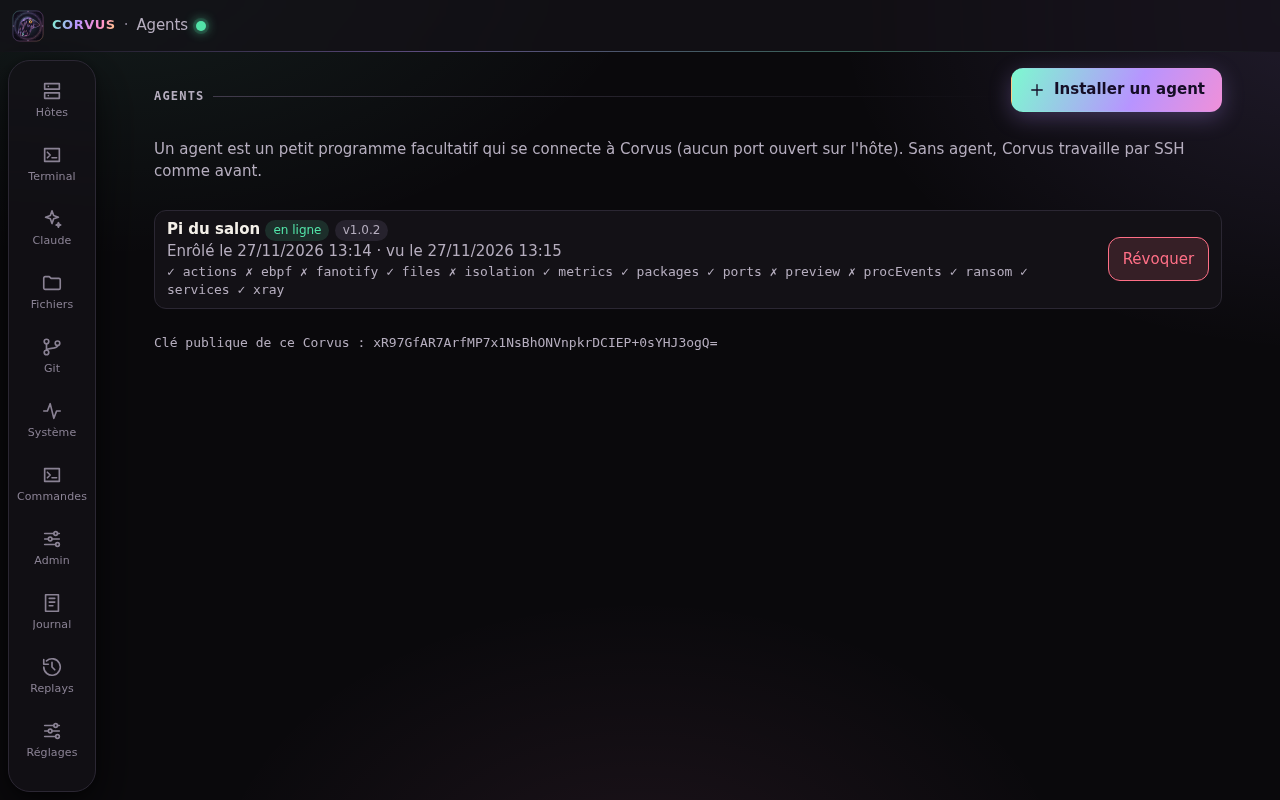 CORVUS · Agents
Hôtes
Terminal
Claude
Fichiers
Git
Système
Commandes
Admin
Journal
Replays
Réglages
AGENTS
+ Installer un agent
Un agent est un petit programme facultatif qui se connecte à Corvus (aucun port ouvert sur l'hôte). Sans agent, Corvus travaille par SSH
comme avant.
Pi du salon en ligne v1.0.2
Enrôlé le 27/11/2026 13:14 · vu le 27/11/2026 13:15
✓ actions ✗ ebpf ✗ fanotify ✓ files ✗ isolation ✓ metrics ✓ packages ✓ ports ✗ preview ✗ procEvents ✓ ransom ✓
services ✓ xray
Révoquer
Clé publique de ce Corvus : xR97GfAR7ArfMP7x1NsBhONVnpkrDCIEP+0sYHJ3ogQ=